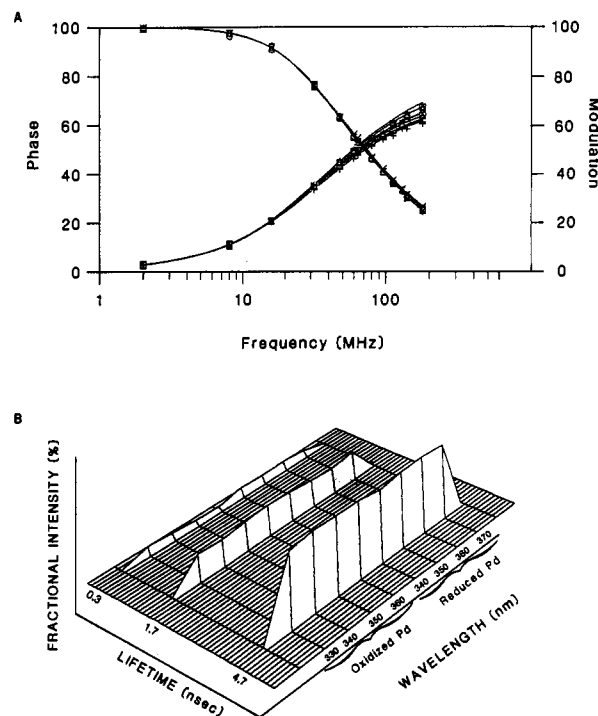 A
100
80
60
40
20
0
Phase
100
80
60
40
20
0
Modulation
1
10
100
Frequency (MHz)
B
FRACTIONAL INTENSITY (%)
0.3
1.7
4.7
LIFETIME (nsec)
330
340
350
360
340
350
360
370
Oxidized Pd
Reduced Pd
WAVELENGTH (nm)